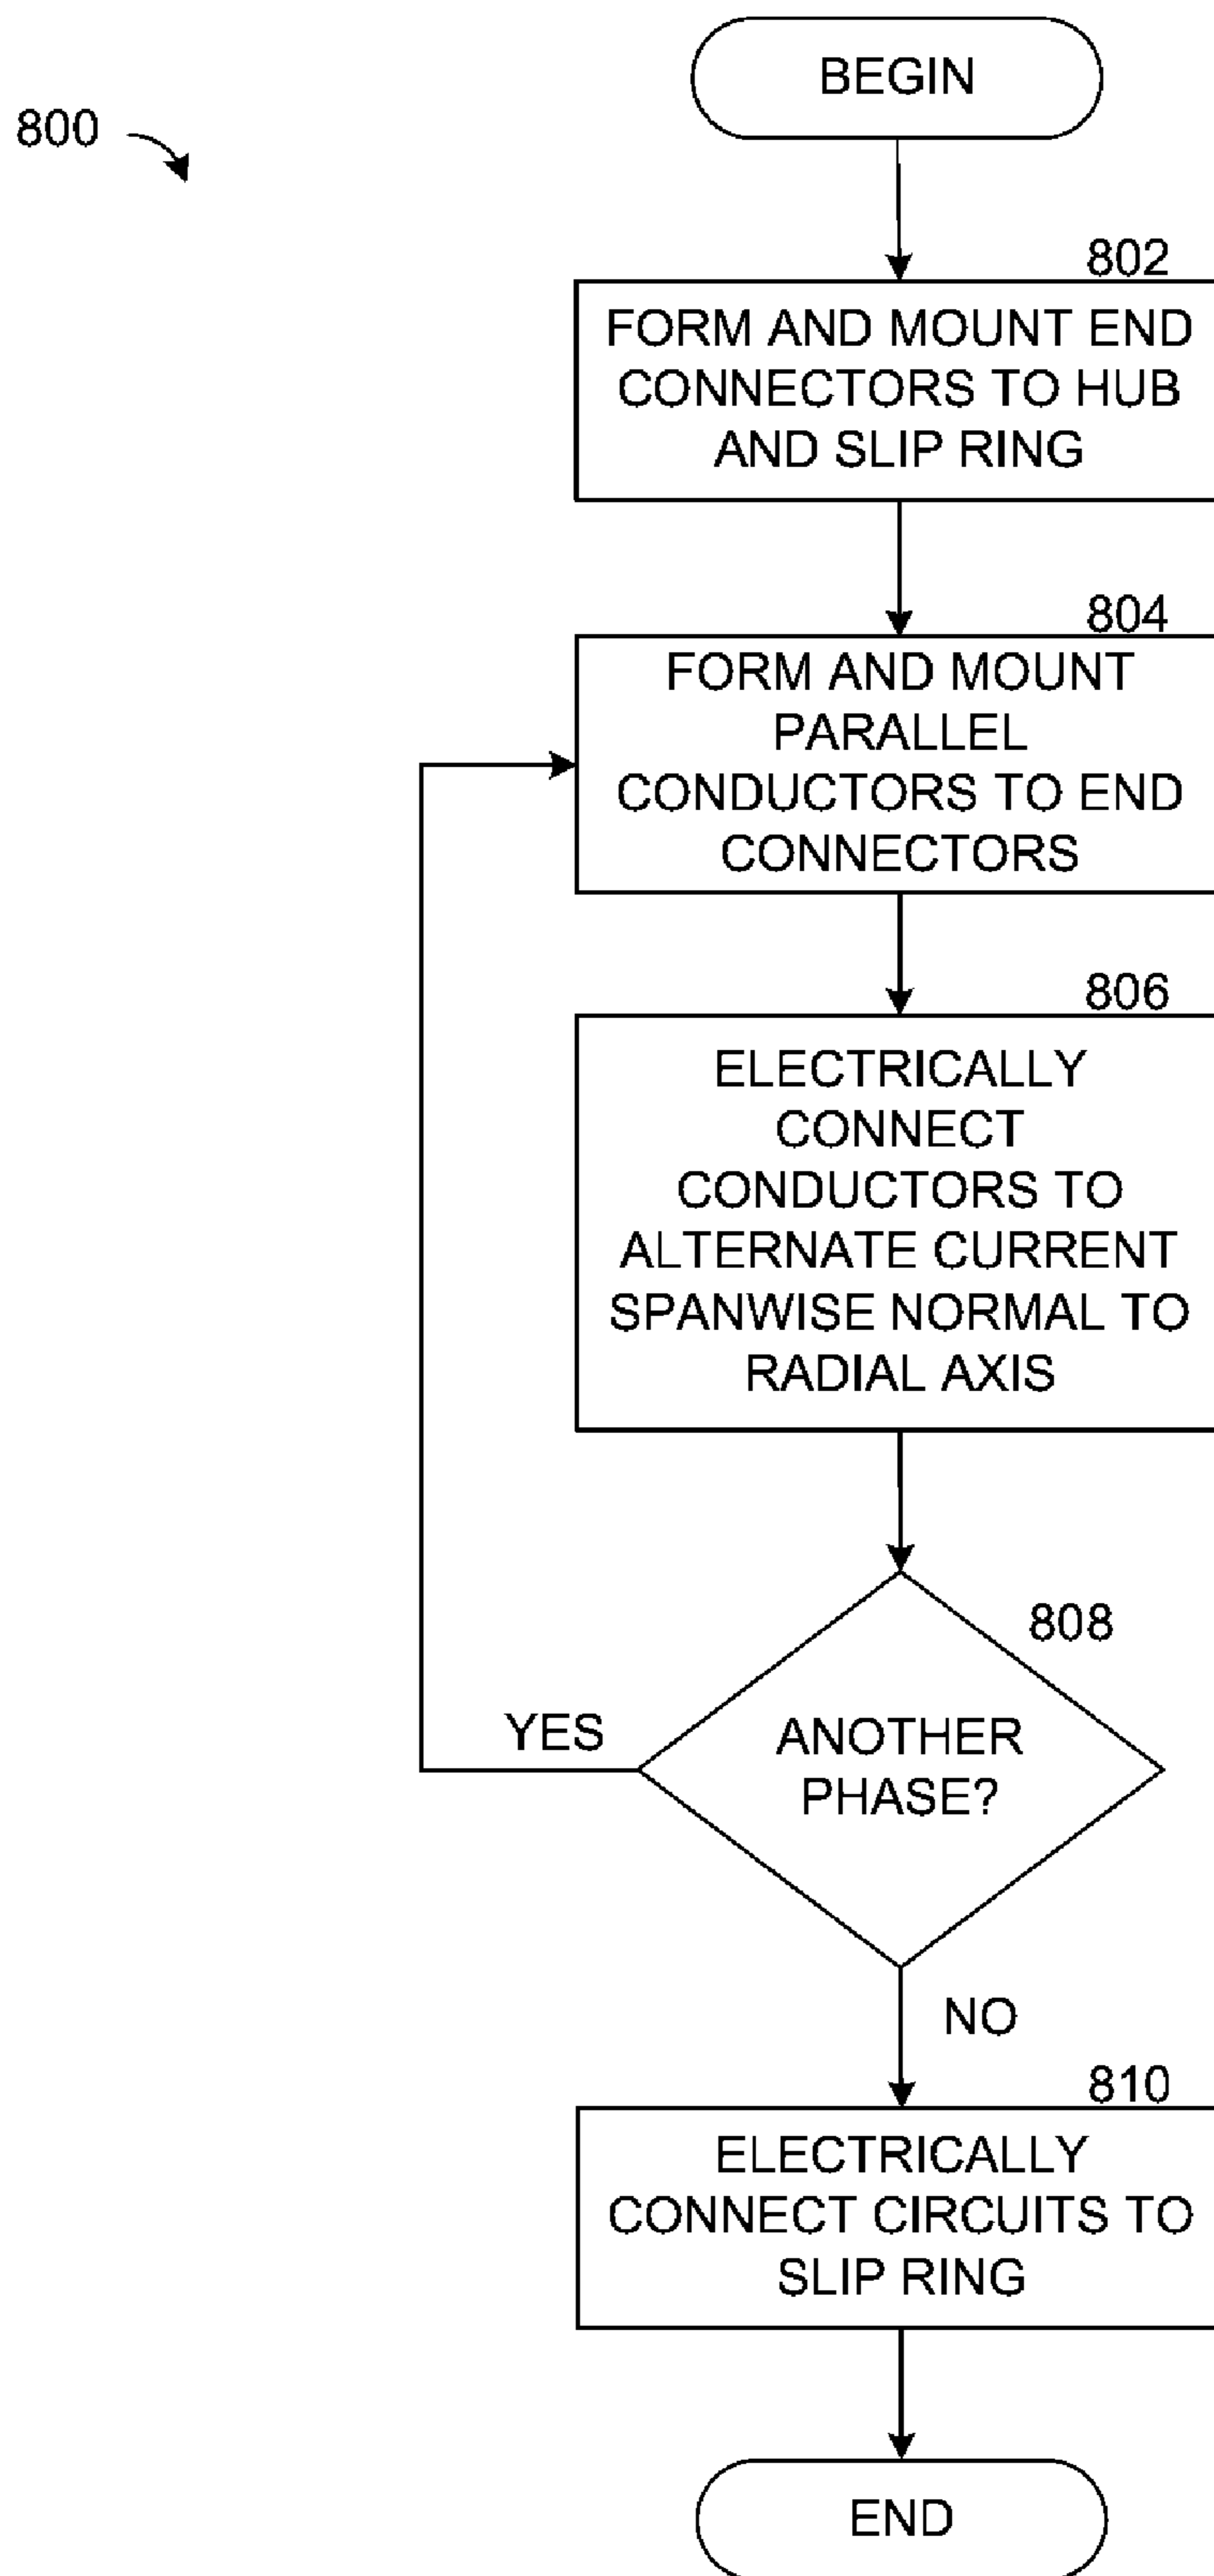 BEGIN
800
802
FORM AND MOUNT END
CONNECTORS TO HUB
AND SLIP RING
804
FORM AND MOUNT
PARALLEL
CONDUCTORS TO END
CONNECTORS
806
ELECTRICALLY
CONNECT
CONDUCTORS TO
ALTERNATE CURRENT
SPANWISE NORMAL TO
RADIAL AXIS
808
YES
ANOTHER
PHASE?
NO
810
ELECTRICALLY
CONNECT CIRCUITS TO
SLIP RING
END